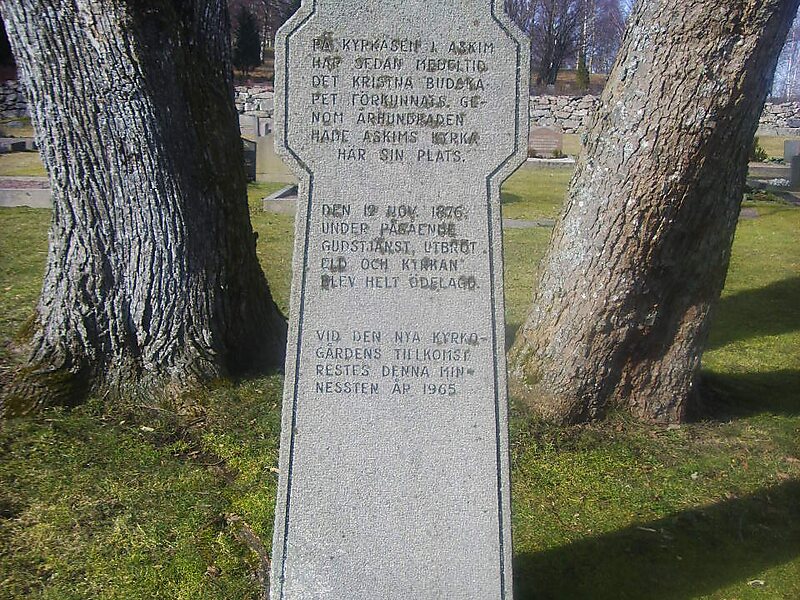 PÅ KYRKÅSEN I ASKIM
HAR SEDAN MEDELTID
DET KRISTNA BUDSKA
PET FÖRKUNNATS. GE-
NOM ÅRHUNDRADEN
HADE ASKIMS KYRKA
HÄR SIN PLATS.
DEN 12 NOV. 1876,
UNDER PÅGÅENDE
GUDSTJÄNST, UTBRÖT
ELD OCH KYRKAN
BLEV HELT ÖDELAGD.
VID DEN NYA KYRKO-
GÅRDENS TILLKOMST
RESTES DENNA MIN-
NESSTEN ÅR 1965.